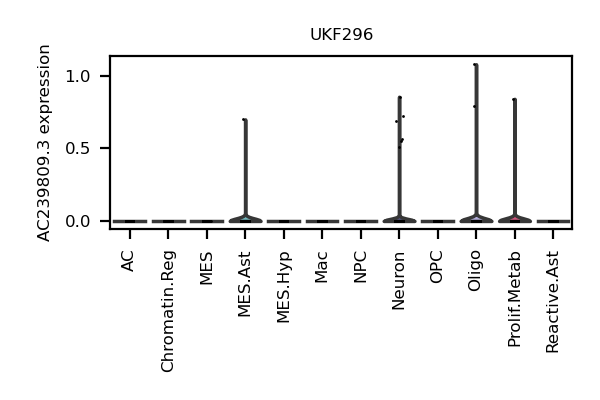 UKF296
AC239809.3 expression
1.0
0.5
0.0
AC
Chromatin.Reg
MES
MES.Ast
MES.Hyp
Mac
NPC
Neuron
OPC
Oligo
Prolif.Metab
Reactive.Ast